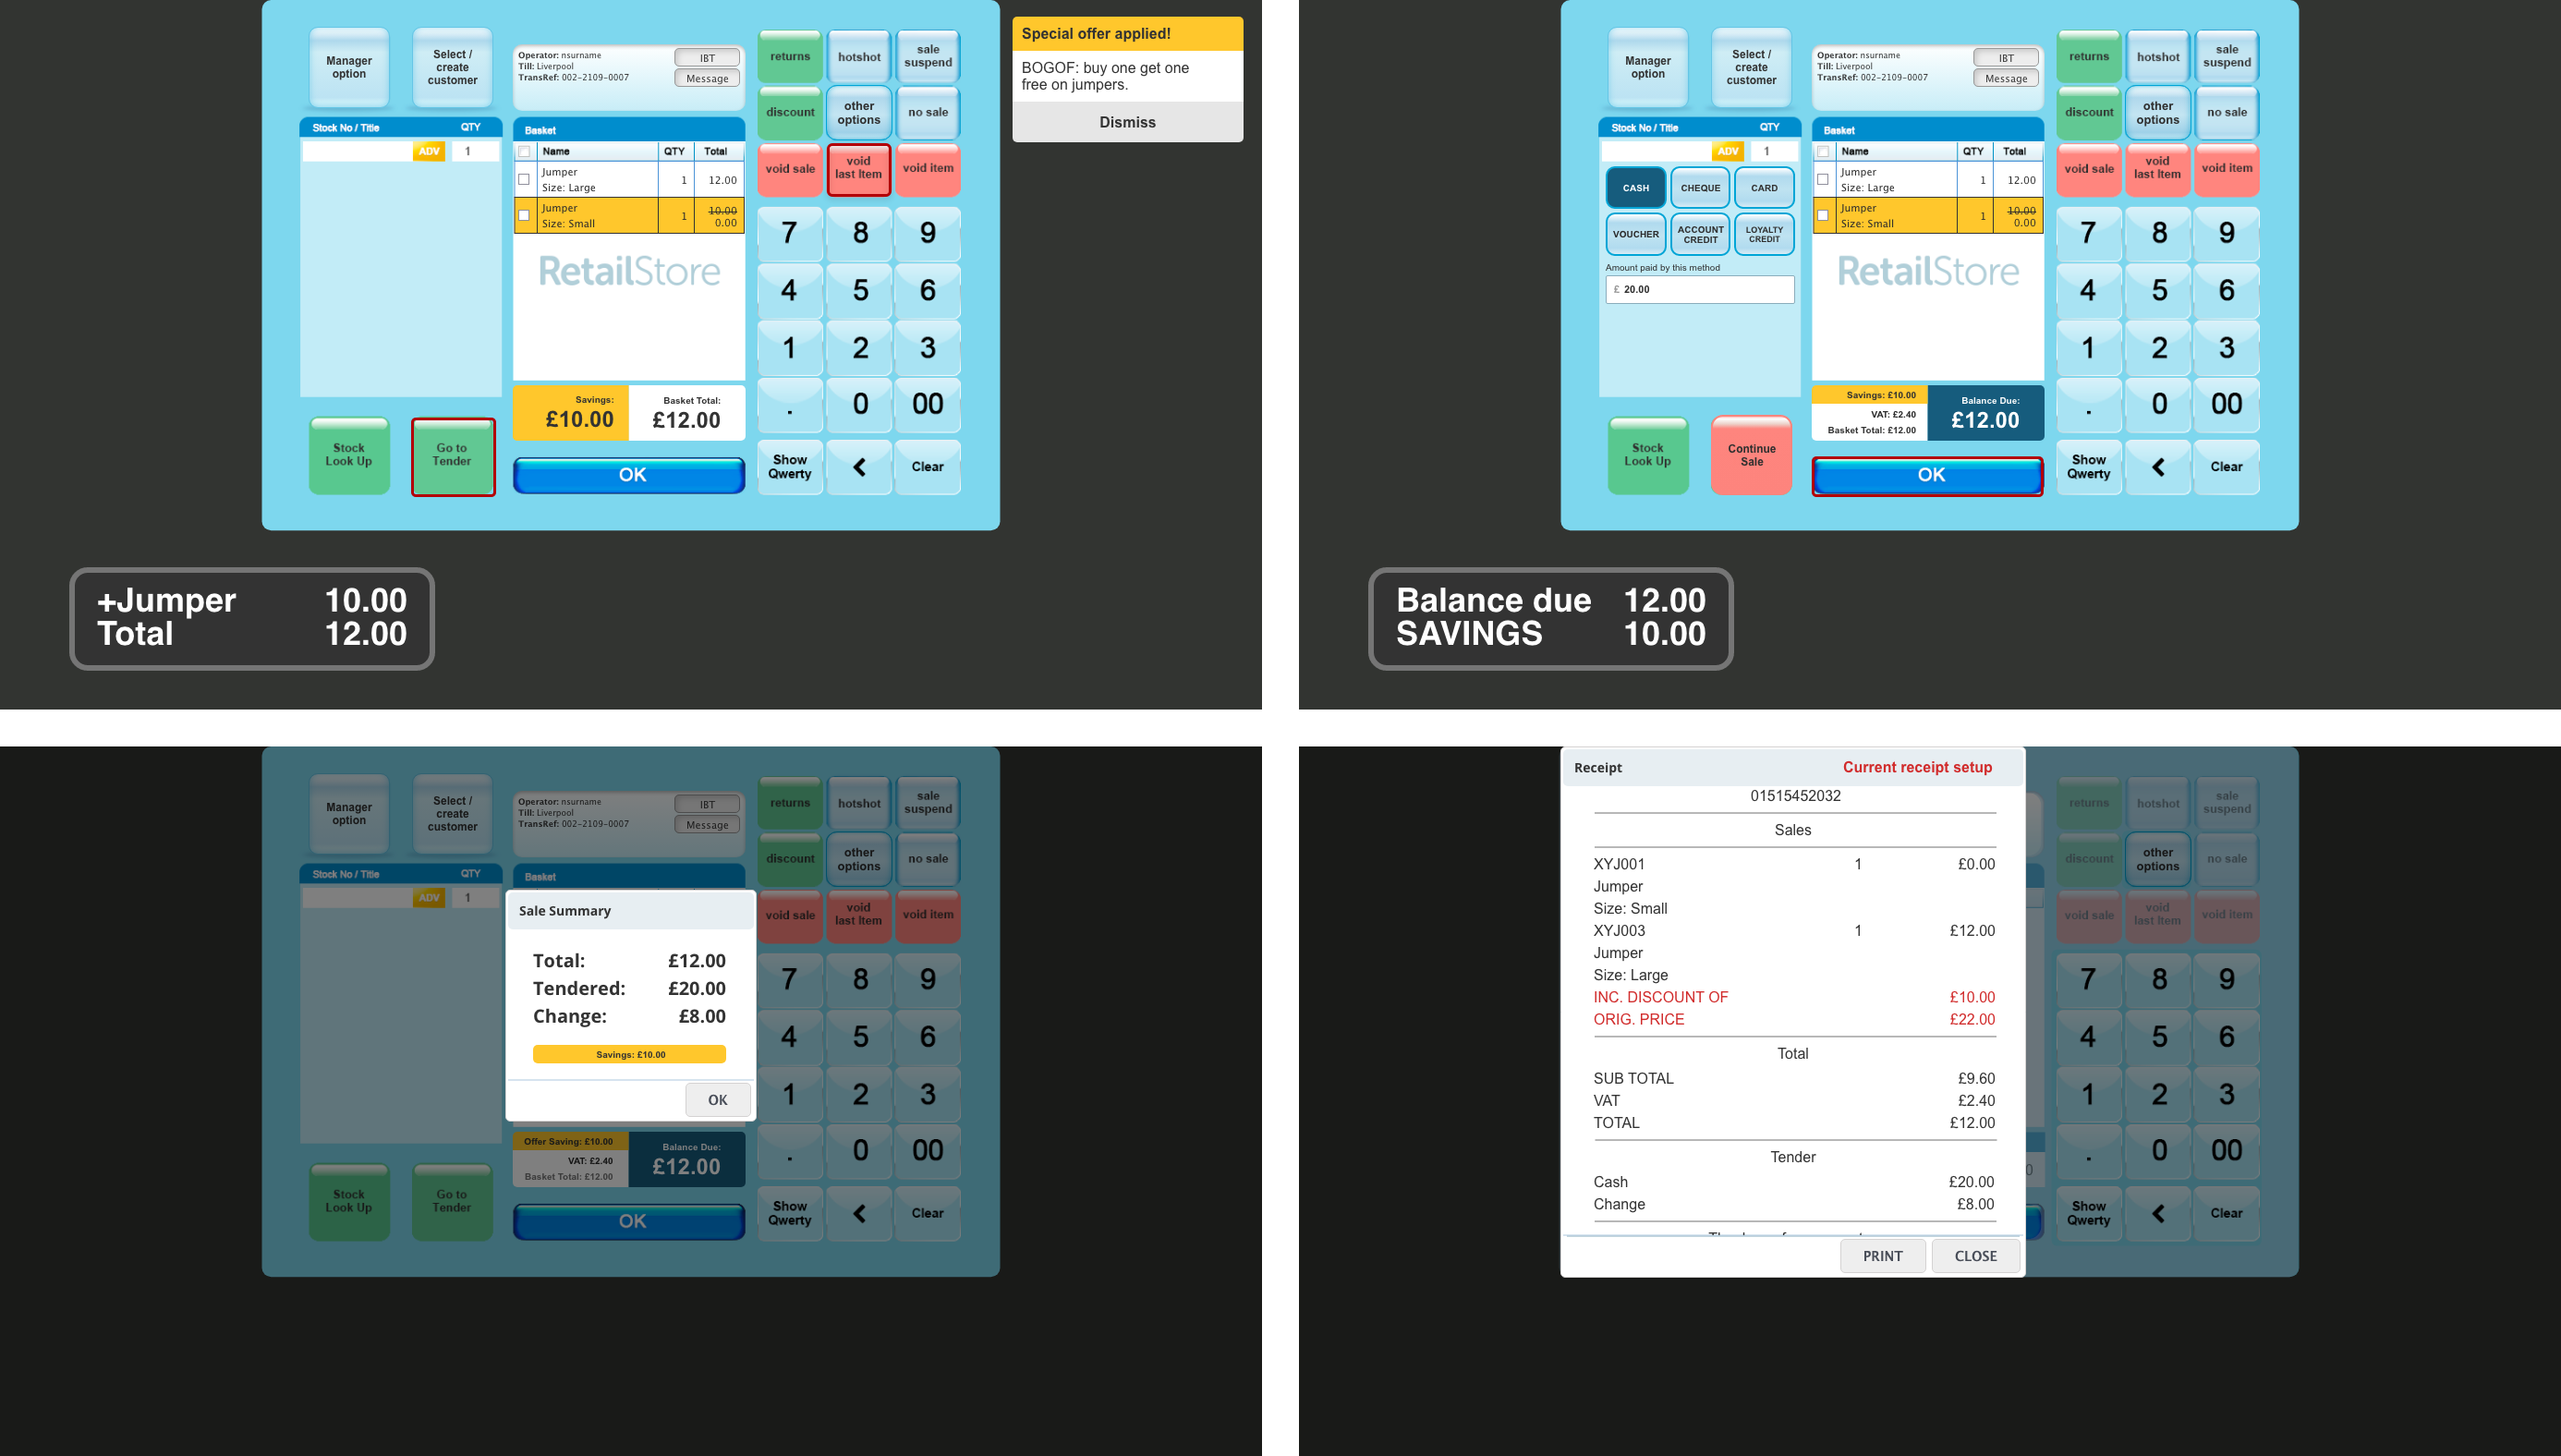 Manager
option
Select /
create
customer
Operator: nsurname
Till: Liverpool
TransRef: 002-2109-0007
IBT
Message
Stock No / Title QTY
ADV 1
Basket
Name QTY Total
Jumper
Size: Large
1 12.00
Jumper
Size: Small
1 10.00
0.00
RetailStore
Savings:
£10.00
Basket Total:
£12.00
Stock
Look Up
Go to
Tender
OK
returns
hotshot
sale
suspend
discount
other
options
no sale
void sale
void
last Item
void item
7 8 9
4 5 6
1 2 3
. 0 00
Show
Qwerty
<
Clear
Special offer applied!
BOGOF: buy one get one
free on jumpers.
Dismiss
+Jumper 10.00
Total 12.00
Manager
option
Select /
create
customer
Operator: nsurname
Till: Liverpool
TransRef: 002-2109-0007
IBT
Message
Stock No / Title QTY
ADV 1
CASH CHEQUE CARD
VOUCHER
ACCOUNT
CREDIT
LOYALTY
CREDIT
Amount paid by this method
£ 20.00
Basket
Name QTY Total
Jumper
Size: Large
1 12.00
Jumper
Size: Small
1 10.00
0.00
RetailStore
Savings: £10.00
VAT: £2.40
Basket Total: £12.00
Balance Due:
£12.00
Stock
Look Up
Continue
Sale
OK
returns
hotshot
sale
suspend
discount
other
options
no sale
void sale
void
last Item
void item
7 8 9
4 5 6
1 2 3
. 0 00
Show
Qwerty
<
Clear
Balance due 12.00
SAVINGS 10.00
Manager
option
Select /
create
customer
Operator: nsurname
Till: Liverpool
TransRef: 002-2109-0007
IBT
Message
Stock No / Title QTY
ADV 1
Basket
Sale Summary
Total: £12.00
Tendered: £20.00
Change: £8.00
Savings: £10.00
OK
Offer Saving: £10.00
VAT: £2.40
Basket Total: £12.00
Balance Due:
£12.00
Stock
Look Up
Go to
Tender
OK
returns
hotshot
sale
suspend
discount
other
options
no sale
void sale
void
last Item
void item
7 8 9
4 5 6
1 2 3
. 0 00
Show
Qwerty
<
Clear
Receipt Current receipt setup
01515452032
Sales
XYJ001 1 £0.00
Jumper
Size: Small
XYJ003 1 £12.00
Jumper
Size: Large
INC. DISCOUNT OF £10.00
ORIG. PRICE £22.00
Total
SUB TOTAL £9.60
VAT £2.40
TOTAL £12.00
Tender
Cash £20.00
Change £8.00
PRINT CLOSE
returns
hotshot
sale
suspend
discount
other
options
no sale
void sale
void
last Item
void item
7 8 9
4 5 6
1 2 3
. 0 00
Show
Qwerty
<
Clear